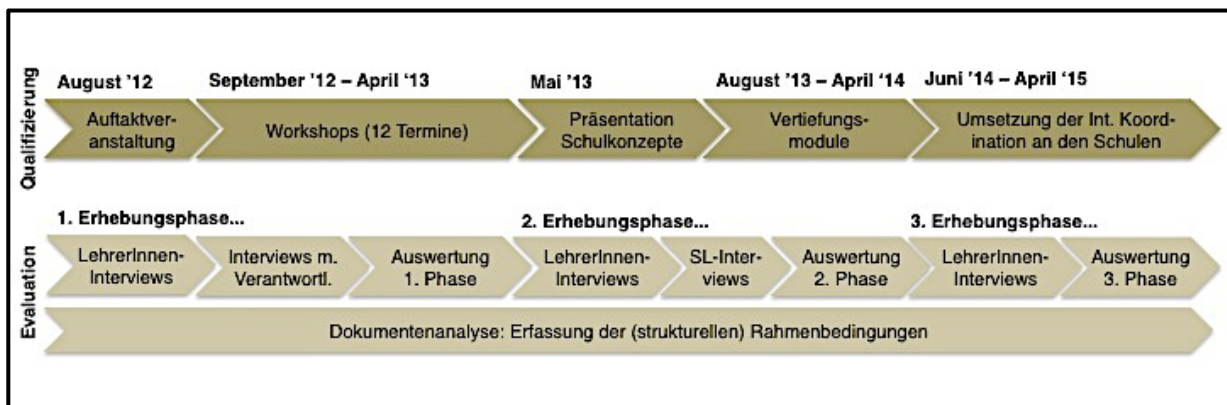 Qualifizierung
August '12
September '12 – April ‘13
Mai '13
August '13 – April ‘14
Juni '14 – April ‘15
Auftaktver-
anstaltung
Workshops (12 Termine)
Präsentation
Schulkonzepte
Vertiefungs-
module
Umsetzung der Int. Koord-
ination an den Schulen
Evaluation
1. Erhebungsphase...
2. Erhebungsphase...
3. Erhebungsphase...
LehrerInnen-
Interviews
Interviews m.
Verantwortl.
Auswertung
1. Phase
LehrerInnen-
Interviews
SL-Inter-
views
Auswertung
2. Phase
LehrerInnen-
Interviews
Auswertung
3. Phase
Dokumentenanalyse: Erfassung der (strukturellen) Rahmenbedingungen